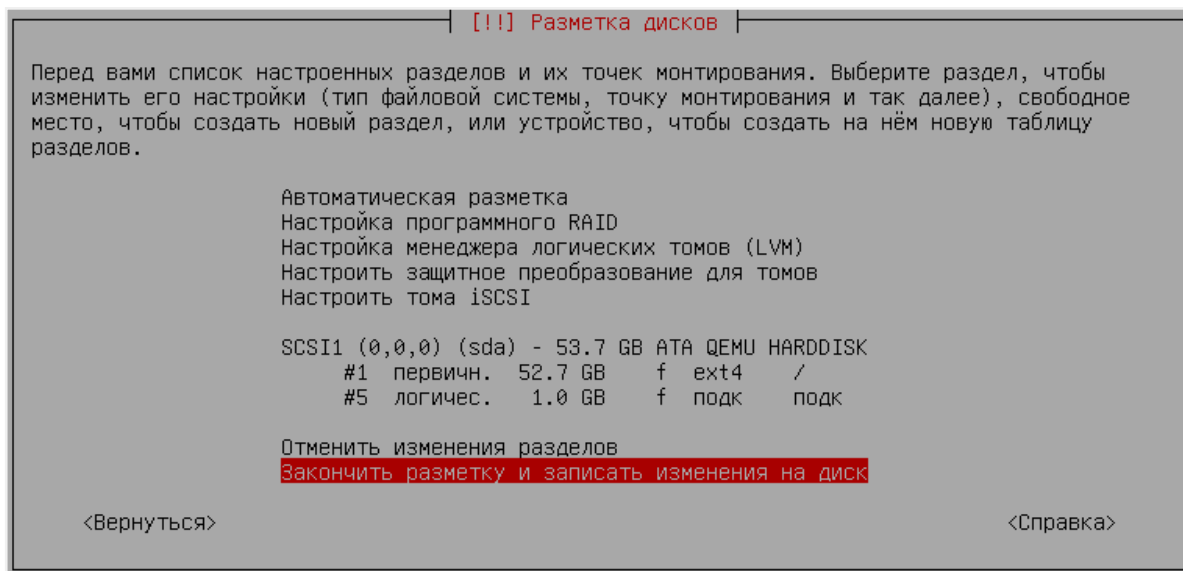 [!!] Разметка дисков
Перед вами список настроенных разделов и их точек монтирования. Выберите раздел, чтобы
изменить его настройки (тип файловой системы, точку монтирования и так далее), свободное
место, чтобы создать новый раздел, или устройство, чтобы создать на нём новую таблицу
разделов.
Автоматическая разметка
Настройка программного RAID
Настройка менеджера логических томов (LVM)
Настроить защитное преобразование для томов
Настроить тома iSCSI
SCSI1 (0,0,0) (sda) - 53.7 GB ATA QEMU HARDDISK
#1 первичн. 52.7 GB f ext4 /
#5 логичес. 1.0 GB f подк подк
Отменить изменения разделов
Закончить разметку и записать изменения на диск
<Вернуться> <Справка>